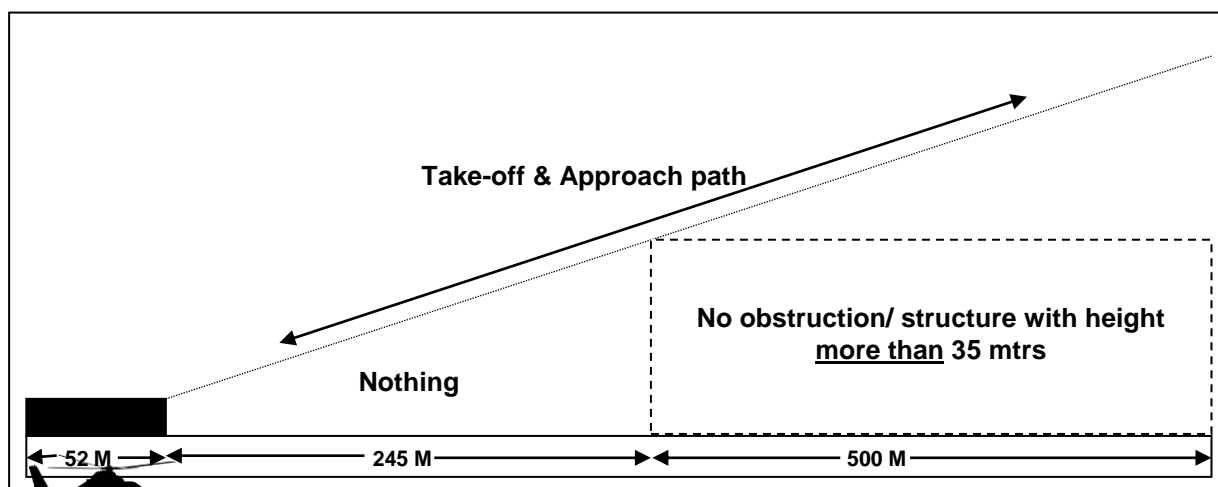 Take-off & Approach path
No obstruction/ structure with height
more than 35 mtrs
Nothing
52 M
245 M
500 M